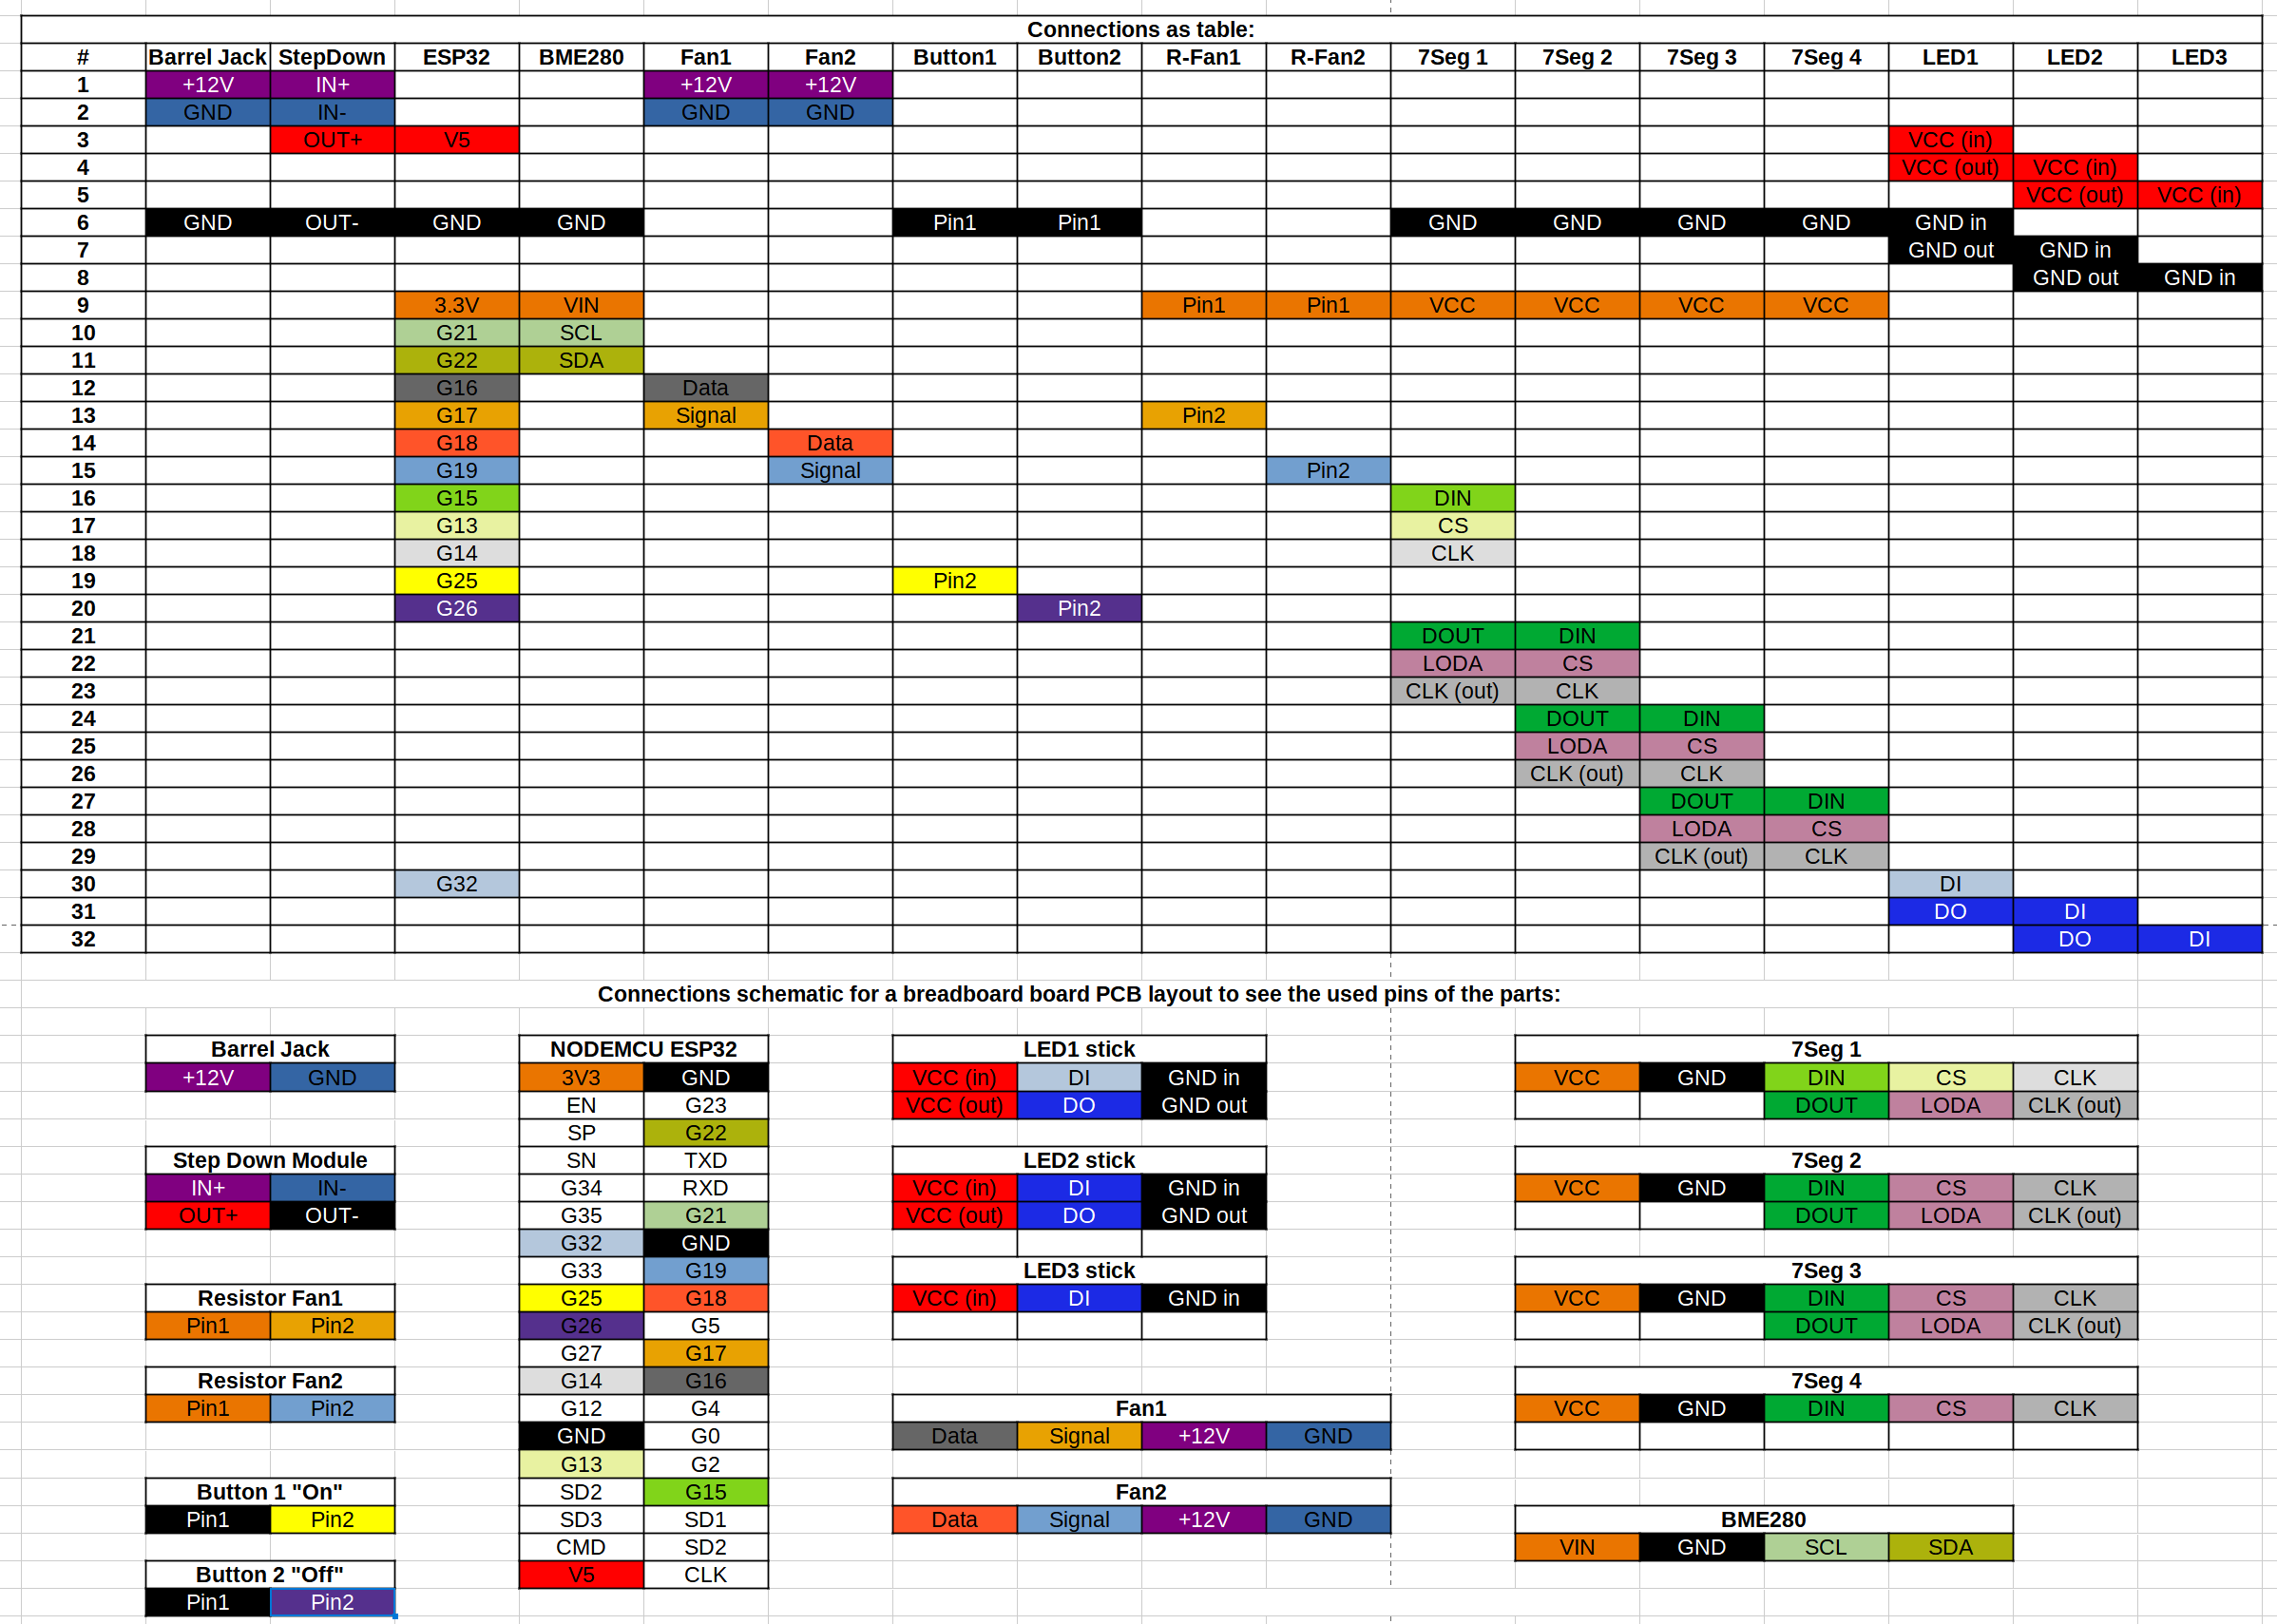 Connections as table:
# Barrel Jack StepDown ESP32 BME280 Fan1 Fan2 Button1 Button2 R-Fan1 R-Fan2 7Seg 1 7Seg 2 7Seg 3 7Seg 4 LED1 LED2 LED3
1 +12V IN+ +12V +12V
2 GND IN- GND GND
3 OUT+ V5 VCC (in)
4 VCC (out) VCC (in)
5 VCC (out) VCC (in)
6 GND OUT- GND GND Pin1 Pin1 GND GND GND GND GND in
7 GND out GND in
8 GND out GND in
9 3.3V VIN Pin1 Pin1 VCC VCC VCC VCC
10 G21 SCL
11 G22 SDA
12 G16 Data
13 G17 Signal Pin2
14 G18 Data
15 G19 Signal Pin2
16 G15 DIN
17 G13 CS
18 G14 CLK
19 G25 Pin2
20 G26 Pin2
21 DOUT DIN
22 LODA CS
23 CLK (out) CLK
24 DOUT DIN
25 LODA CS
26 CLK (out) CLK
27 DOUT DIN
28 LODA CS
29 CLK (out) CLK
30 G32 DI
31 DO DI
32 DO DI
Connections schematic for a breadboard board PCB layout to see the used pins of the parts:
Barrel Jack NODEMCU ESP32 LED1 stick 7Seg 1
+12V GND 3V3 GND VCC (in) DI GND in VCC GND DIN CS CLK
EN G23 VCC (out) DO GND out DOUT LODA CLK (out)
SP G22
Step Down Module SN TXD LED2 stick 7Seg 2
IN+ IN- G34 RXD VCC (in) DI GND in VCC GND DIN CS CLK
OUT+ OUT- G35 G21 VCC (out) DO GND out DOUT LODA CLK (out)
G32 GND
G33 G19 LED3 stick 7Seg 3
Resistor Fan1 G25 G18 VCC (in) DI GND in VCC GND DIN CS CLK
Pin1 Pin2 G26 G5 DOUT LODA CLK (out)
G27 G17
Resistor Fan2 G14 G16 7Seg 4
Pin1 Pin2 G12 G4 Fan1 VCC GND DIN CS CLK
GND G0 Data Signal +12V GND
G13 G2
Button 1 "On" SD2 G15 Fan2
Pin1 Pin2 SD3 SD1 Data Signal +12V GND BME280
CMD SD2 VIN GND SCL SDA
Button 2 "Off" V5 CLK
Pin1 Pin2